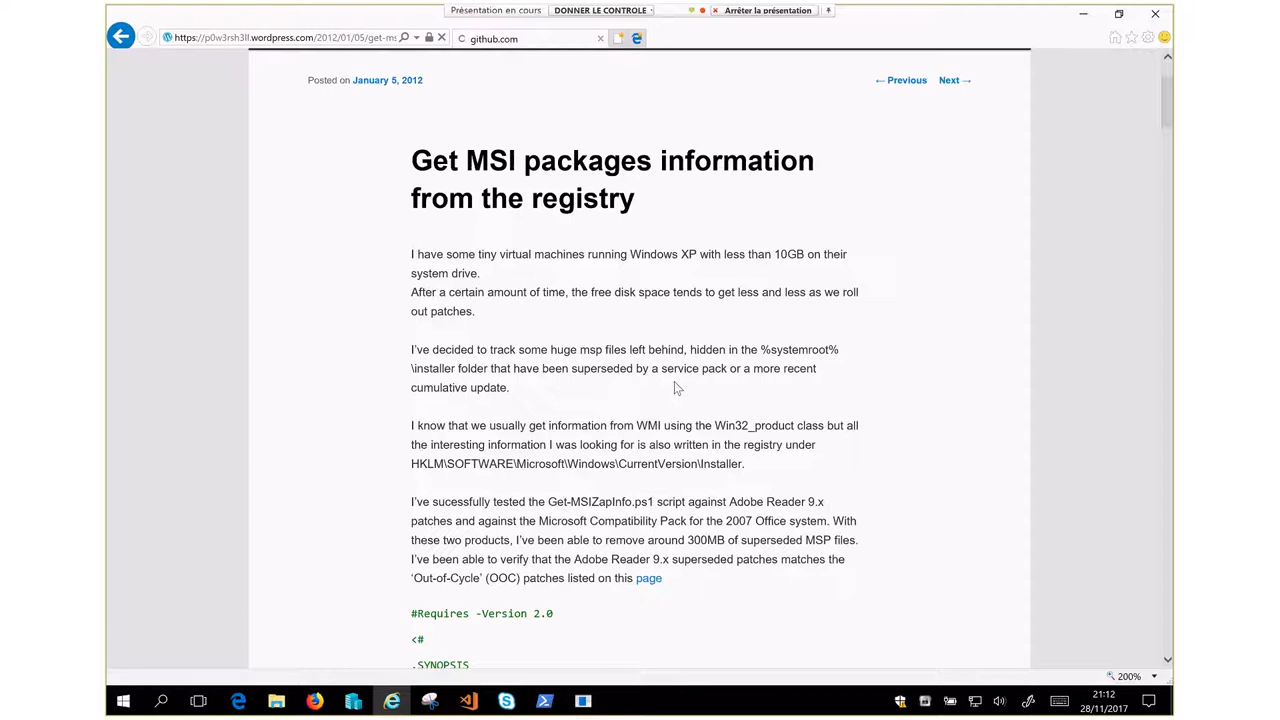 Présentation en cours DONNER LE CONTROLE Arrêter la présentation
https://p0w3rsh3ll.wordpress.com/2012/01/05/get-ms github.com
Posted on January 5, 2012 ← Previous Next →
Get MSI packages information
from the registry
I have some tiny virtual machines running Windows XP with less than 10GB on their
system drive.
After a certain amount of time, the free disk space tends to get less and less as we roll
out patches.
I've decided to track some huge msp files left behind, hidden in the %systemroot%
\installer folder that have been superseded by a service pack or a more recent
cumulative update.
I know that we usually get information from WMI using the Win32_product class but all
the interesting information I was looking for is also written in the registry under
HKLM\SOFTWARE\Microsoft\Windows\CurrentVersion\Installer.
I've sucessfully tested the Get-MSIZapInfo.ps1 script against Adobe Reader 9.x
patches and against the Microsoft Compatibility Pack for the 2007 Office system. With
these two products, I've been able to remove around 300MB of superseded MSP files.
I've been able to verify that the Adobe Reader 9.x superseded patches matches the
'Out-of-Cycle' (OOC) patches listed on this page
#Requires -Version 2.0
<#
.SYNOPSIS
200%
21:12
28/11/2017